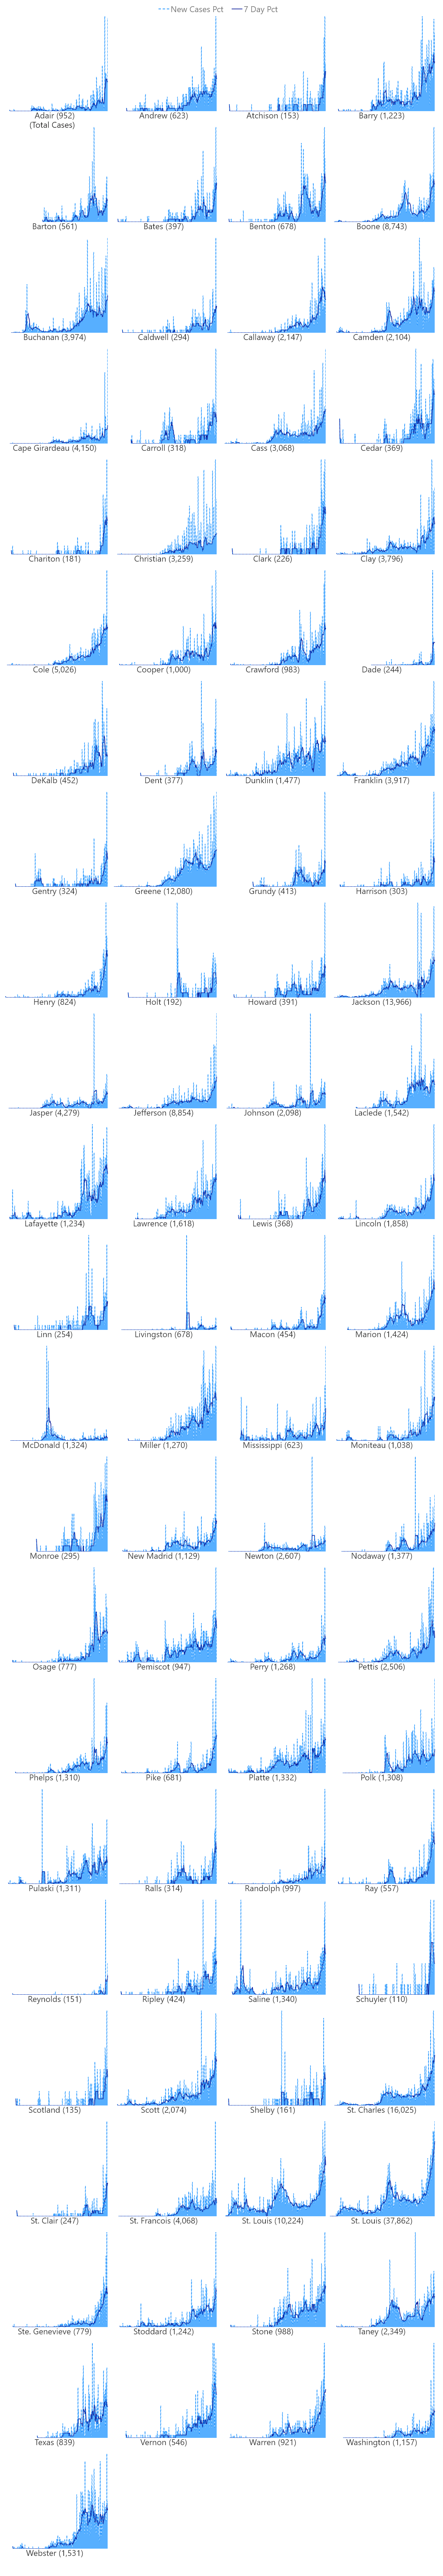 New Cases Pct 7 Day Pct
Adair (952) Andrew (623) Atchison (153) Barry (1,223)
(Total Cases)
Barton (561) Bates (397) Benton (678) Boone (8,743)
Buchanan (3,974) Caldwell (294) Callaway (2,147) Camden (2,104)
Cape Girardeau (4,150) Carroll (318) Cass (3,068) Cedar (369)
Chariton (181) Christian (3,259) Clark (226) Clay (3,796)
Cole (5,026) Cooper (1,000) Crawford (983) Dade (244)
DeKalb (452) Dent (377) Dunklin (1,477) Franklin (3,917)
Gentry (324) Greene (12,080) Grundy (413) Harrison (303)
Henry (824) Holt (192) Howard (391) Jackson (13,966)
Jasper (4,279) Jefferson (8,854) Johnson (2,098) Laclede (1,542)
Lafayette (1,234) Lawrence (1,618) Lewis (368) Lincoln (1,858)
Linn (254) Livingston (678) Macon (454) Marion (1,424)
McDonald (1,324) Miller (1,270) Mississippi (623) Moniteau (1,038)
Monroe (295) New Madrid (1,129) Newton (2,607) Nodaway (1,377)
Osage (777) Pemiscot (947) Perry (1,268) Pettis (2,506)
Phelps (1,310) Pike (681) Platte (1,332) Polk (1,308)
Pulaski (1,311) Ralls (314) Randolph (997) Ray (557)
Reynolds (151) Ripley (424) Saline (1,340) Schuyler (110)
Scotland (135) Scott (2,074) Shelby (161) St. Charles (16,025)
St. Clair (247) St. Francois (4,068) St. Louis (10,224) St. Louis (37,862)
Ste. Genevieve (779) Stoddard (1,242) Stone (988) Taney (2,349)
Texas (839) Vernon (546) Warren (921) Washington (1,157)
Webster (1,531)